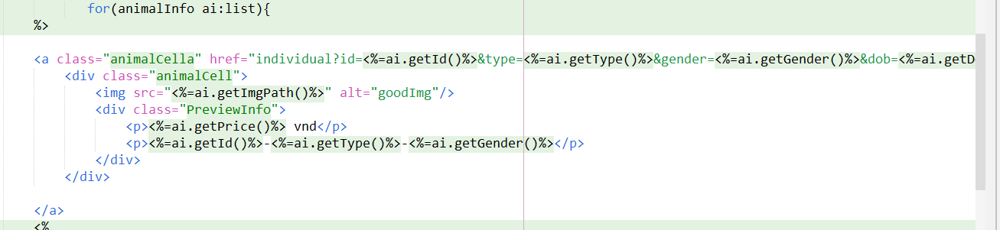 for(animalInfo ai:list){
%>
<a class="animalCella" href="individual?id=<%=ai.getId()%>&type=<%=ai.getType()%>&gender=<%=ai.getGender()%>&dob=<%=ai.getD
<div class="animalCell">
<img src="<%=ai.getImgPath()%>" alt="goodImg"/>
<div class="PreviewInfo">
<p><%=ai.getPrice()%> vnd</p>
<p><%=ai.getId()%>-<%=ai.getType()%>-<%=ai.getGender()%></p>
</div>
</div>
</a>
<%